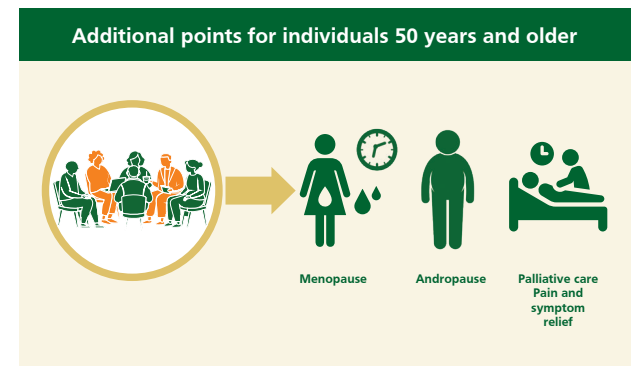 Additional points for individuals 50 years and older
Menopause
Andropause
Palliative care
Pain and
symptom
relief